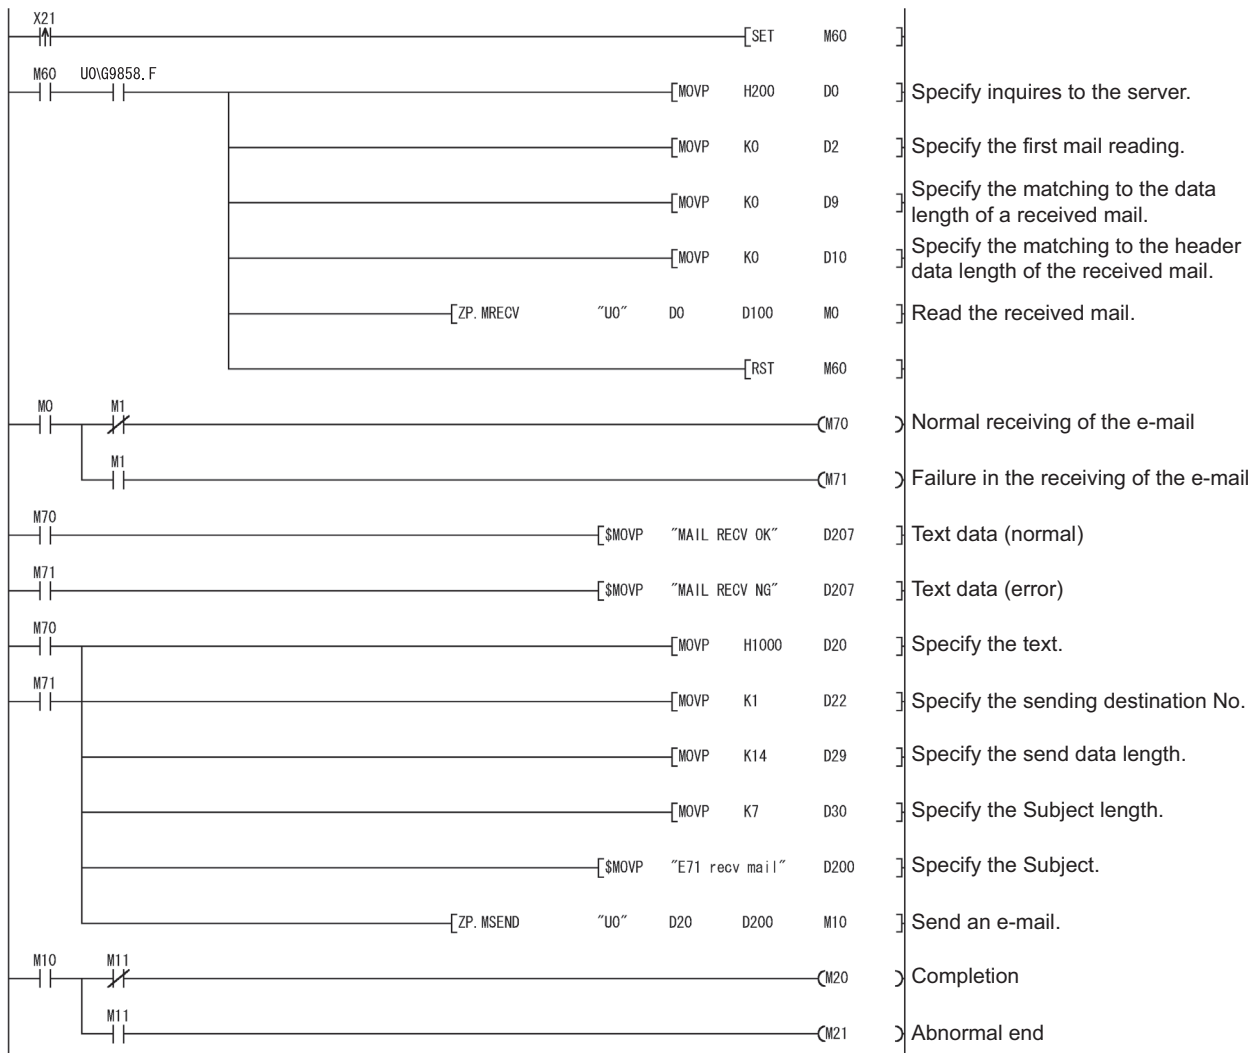 X21
SET M60
M60 U0\G9858.F
MOVP H200 D0 Specify inquires to the server.
MOVP K0 D2 Specify the first mail reading.
MOVP K0 D9 Specify the matching to the data
length of a received mail.
MOVP K0 D10 Specify the matching to the header
data length of the received mail.
ZP.MRECV "U0" D0 D100 M0 Read the received mail.
RST M60
M0 M1
M70 Normal receiving of the e-mail
M1
M71 Failure in the receiving of the e-mail
M70
$MOVP "MAIL RECV OK" D207 Text data (normal)
M71
$MOVP "MAIL RECV NG" D207 Text data (error)
M70
MOVP H1000 D20 Specify the text.
M71
MOVP K1 D22 Specify the sending destination No.
MOVP K14 D29 Specify the send data length.
MOVP K7 D30 Specify the Subject length.
$MOVP "E71 recv mail" D200 Specify the Subject.
ZP.MSEND "U0" D20 D200 M10 Send an e-mail.
M10 M11
M20 Completion
M11
M21 Abnormal end